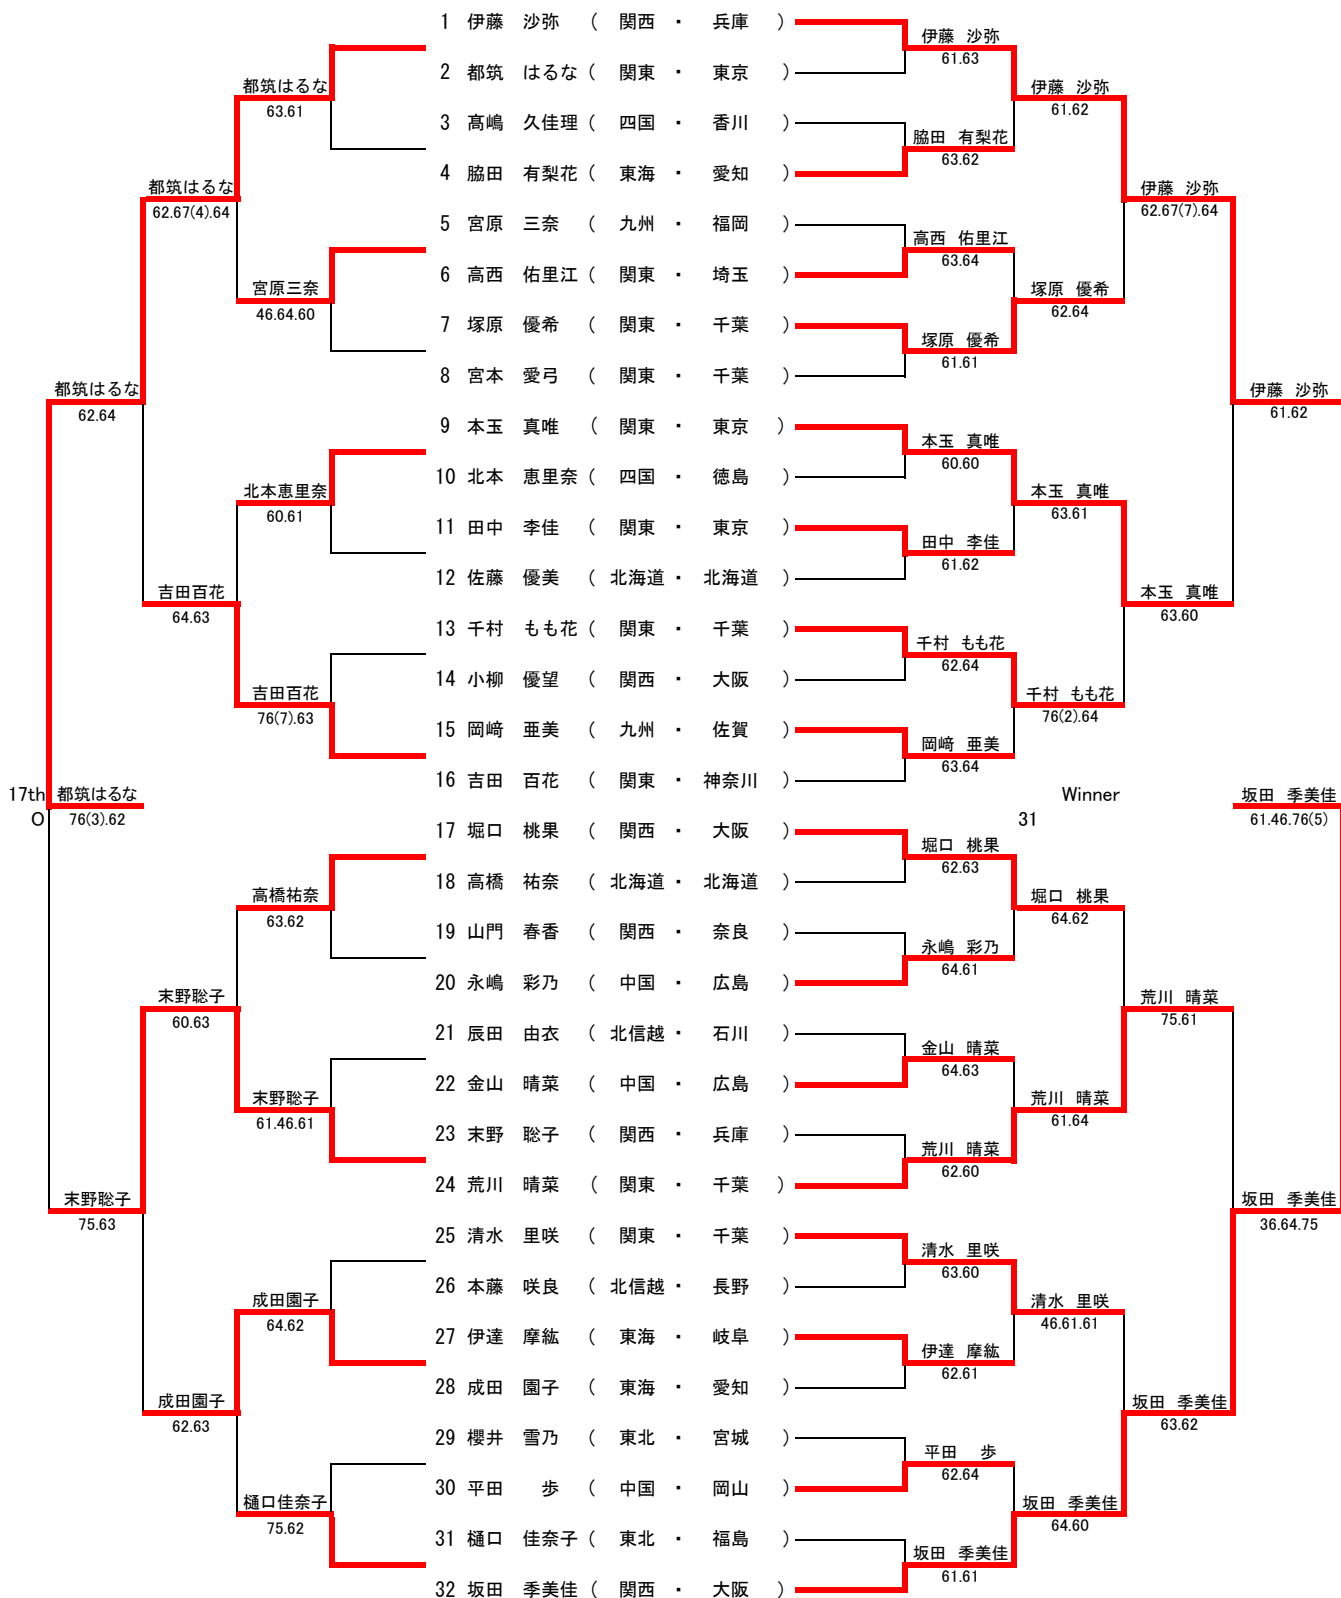 1 伊藤 沙弥 ( 関西 ・ 兵庫 )
2 都筑 はるな ( 関東 ・ 東京 )
3 髙嶋 久佳理 ( 四国 ・ 香川 )
4 脇田 有梨花 ( 東海 ・ 愛知 )
5 宮原 三奈 ( 九州 ・ 福岡 )
6 高西 佑里江 ( 関東 ・ 埼玉 )
7 塚原 優希 ( 関東 ・ 千葉 )
8 宮本 愛弓 ( 関東 ・ 千葉 )
9 本玉 真唯 ( 関東 ・ 東京 )
10 北本 恵里奈 ( 四国 ・ 徳島 )
11 田中 李佳 ( 関東 ・ 東京 )
12 佐藤 優美 ( 北海道 ・ 北海道 )
13 千村 もも花 ( 関東 ・ 千葉 )
14 小柳 優望 ( 関西 ・ 大阪 )
15 岡﨑 亜美 ( 九州 ・ 佐賀 )
16 吉田 百花 ( 関東 ・ 神奈川 )
17 堀口 桃果 ( 関西 ・ 大阪 )
18 高橋 祐奈 ( 北海道 ・ 北海道 )
19 山門 春香 ( 関西 ・ 奈良 )
20 永嶋 彩乃 ( 中国 ・ 広島 )
21 辰田 由衣 ( 北信越 ・ 石川 )
22 金山 晴菜 ( 中国 ・ 広島 )
23 末野 聡子 ( 関西 ・ 兵庫 )
24 荒川 晴菜 ( 関東 ・ 千葉 )
25 清水 里咲 ( 関東 ・ 千葉 )
26 本藤 咲良 ( 北信越 ・ 長野 )
27 伊達 摩紘 ( 東海 ・ 岐阜 )
28 成田 園子 ( 東海 ・ 愛知 )
29 櫻井 雪乃 ( 東北 ・ 宮城 )
30 平田 歩 ( 中国 ・ 岡山 )
31 樋口 佳奈子 ( 東北 ・ 福島 )
32 坂田 季美佳 ( 関西 ・ 大阪 )
伊藤 沙弥
61.63
脇田 有梨花
63.62
高西 佑里江
63.64
塚原 優希
61.61
本玉 真唯
60.60
田中 李佳
61.62
千村 もも花
62.64
岡﨑 亜美
63.64
堀口 桃果
62.63
永嶋 彩乃
64.61
金山 晴菜
64.63
荒川 晴菜
62.60
清水 里咲
63.60
伊達 摩紘
62.61
平田 歩
62.64
坂田 季美佳
61.61
伊藤 沙弥
61.62
塚原 優希
62.64
本玉 真唯
63.61
千村 もも花
76(2).64
堀口 桃果
64.62
荒川 晴菜
61.64
清水 里咲
46.61.61
坂田 季美佳
64.60
伊藤 沙弥
62.67(7).64
本玉 真唯
63.60
荒川 晴菜
75.61
坂田 季美佳
63.62
伊藤 沙弥
61.62
坂田 季美佳
36.64.75
Winner
31
坂田 季美佳
61.46.76(5)
都筑はるな
63.61
宮原三奈
46.64.60
北本恵里奈
60.61
吉田百花
76(7).63
高橋祐奈
63.62
末野聡子
61.46.61
成田園子
64.62
樋口佳奈子
75.62
都筑はるな
62.67(4).64
吉田百花
64.63
末野聡子
60.63
成田園子
62.63
都筑はるな
62.64
末野聡子
75.63
17th 都筑はるな
O 76(3).62